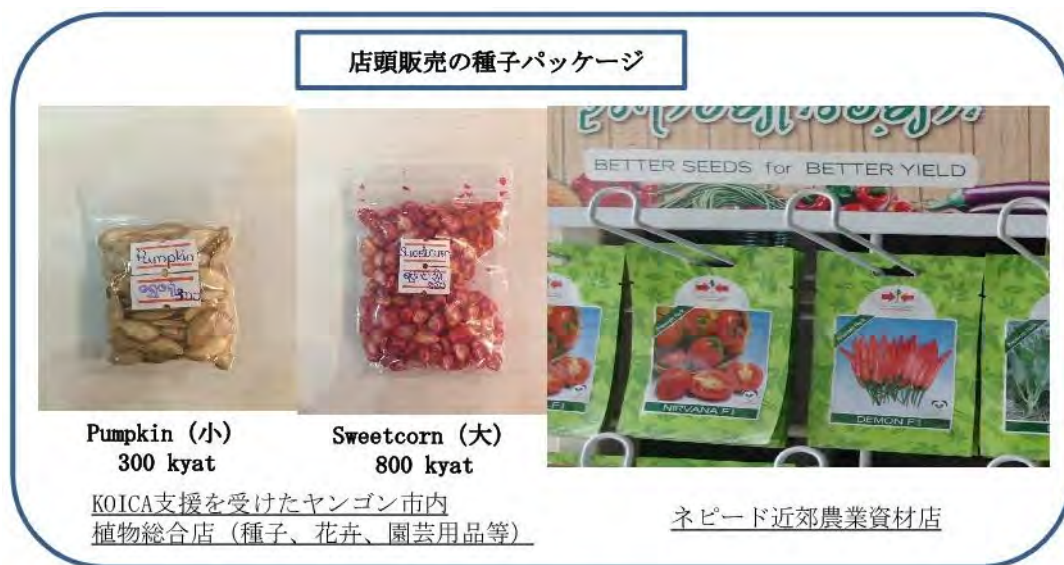 店頭販売の種子パッケージ
Pumpkin
Sweetcorn
BETTER SEEDS for BETTER YIELD
NIRVANA F1
DEMON F1
Pumpkin (小)
300 kyat
Sweetcorn (大)
800 kyat
KOICA支援を受けたヤンゴン市内
植物総合店（種子、花卉、園芸用品等）
ネピード近郊農業資材店